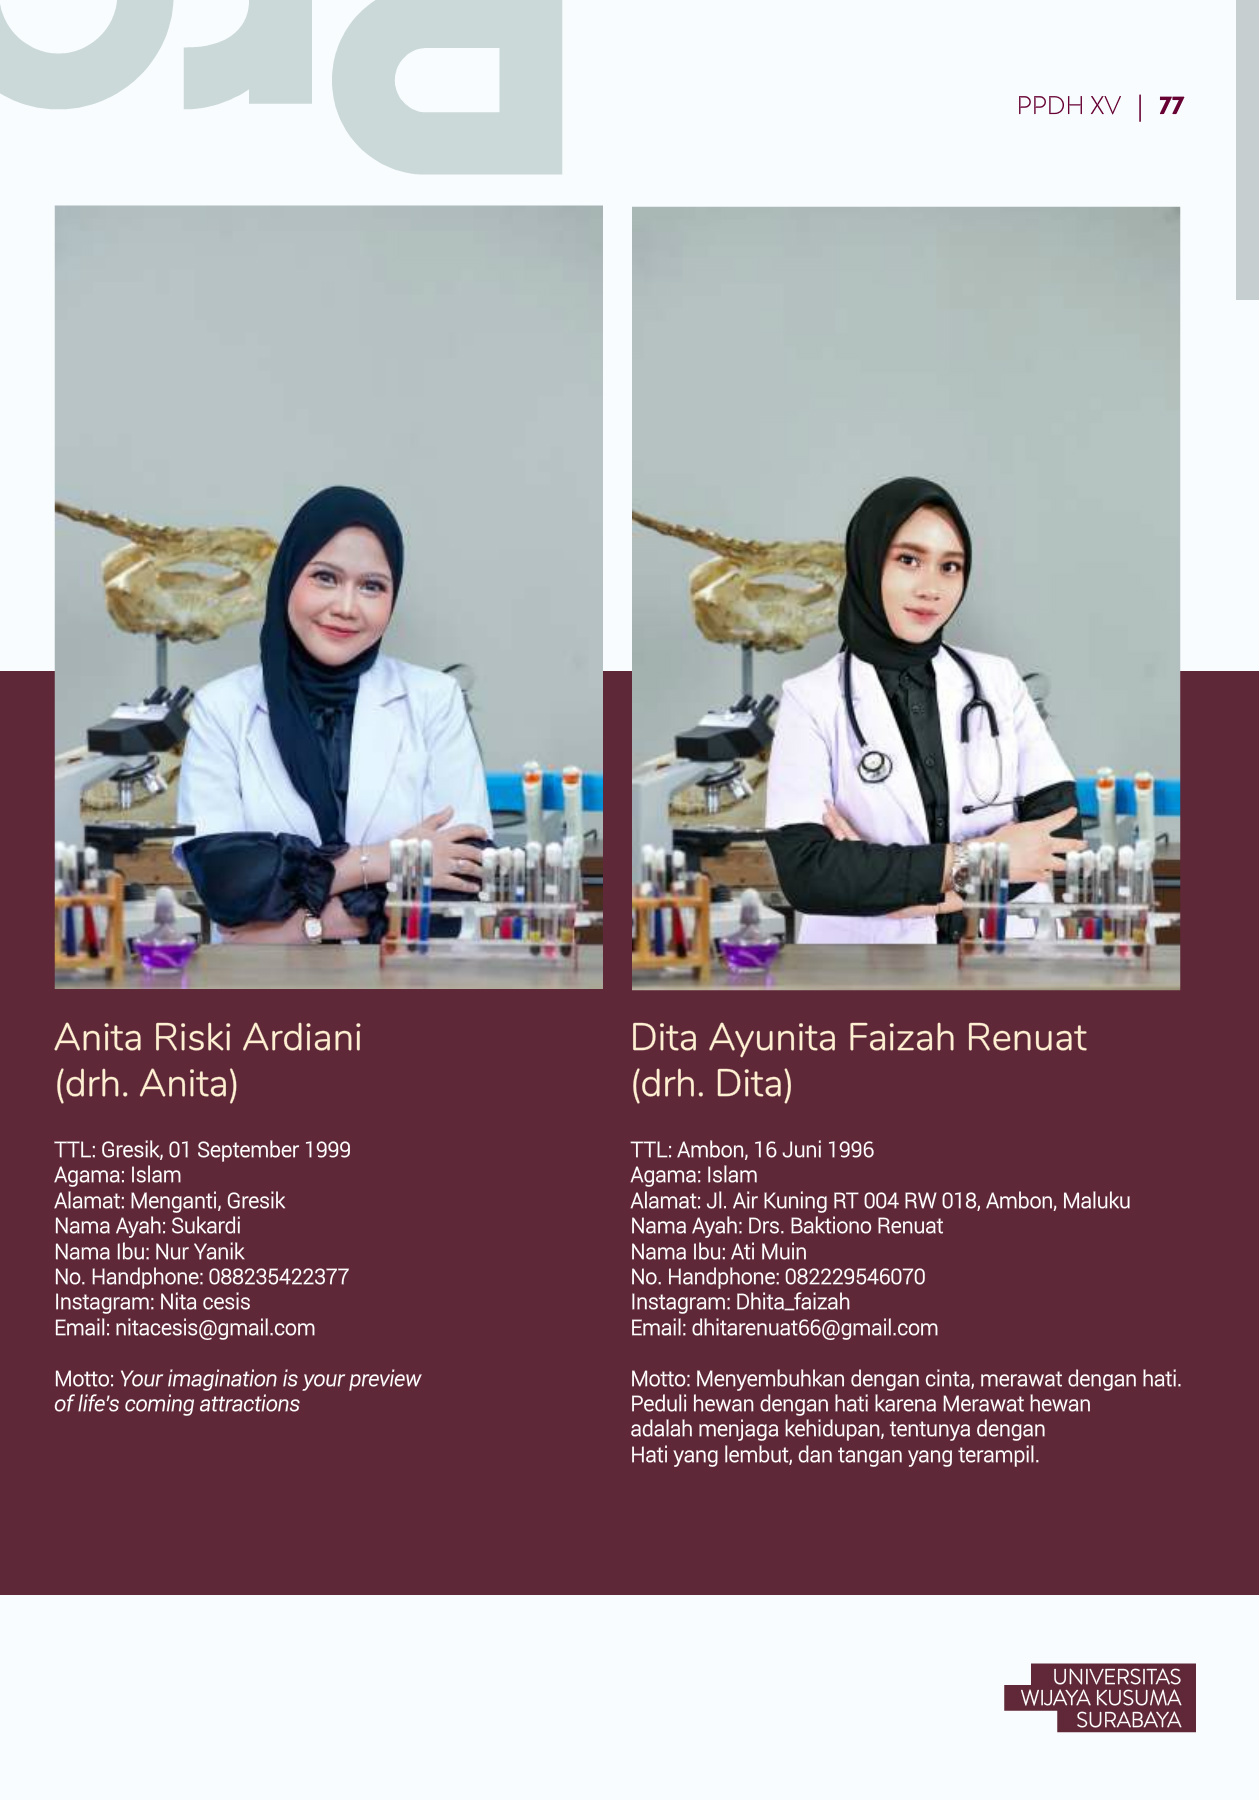 PPDH XV | 77
Anita Riski Ardiani
(drh. Anita)
TTL: Gresik, 01 September 1999
Agama: Islam
Alamat: Menganti, Gresik
Nama Ayah: Sukardi
Nama Ibu: Nur Yanik
No. Handphone: 088235422377
Instagram: Nita cesis
Email: nitacesis@gmail.com
Motto: Your imagination is your preview
of life's coming attractions
Dita Ayunita Faizah Renuat
(drh. Dita)
TTL: Ambon, 16 Juni 1996
Agama: Islam
Alamat: Jl. Air Kuning RT 004 RW 018, Ambon, Maluku
Nama Ayah: Drs. Baktiono Renuat
Nama Ibu: Ati Muin
No. Handphone: 082229546070
Instagram: Dhita_faizah
Email: dhitarenuat66@gmail.com
Motto: Menyembuhkan dengan cinta, merawat dengan hati.
Peduli hewan dengan hati karena Merawat hewan
adalah menjaga kehidupan, tentunya dengan
Hati yang lembut, dan tangan yang terampil.
UNIVERSITAS
WIJAYA KUSUMA
SURABAYA